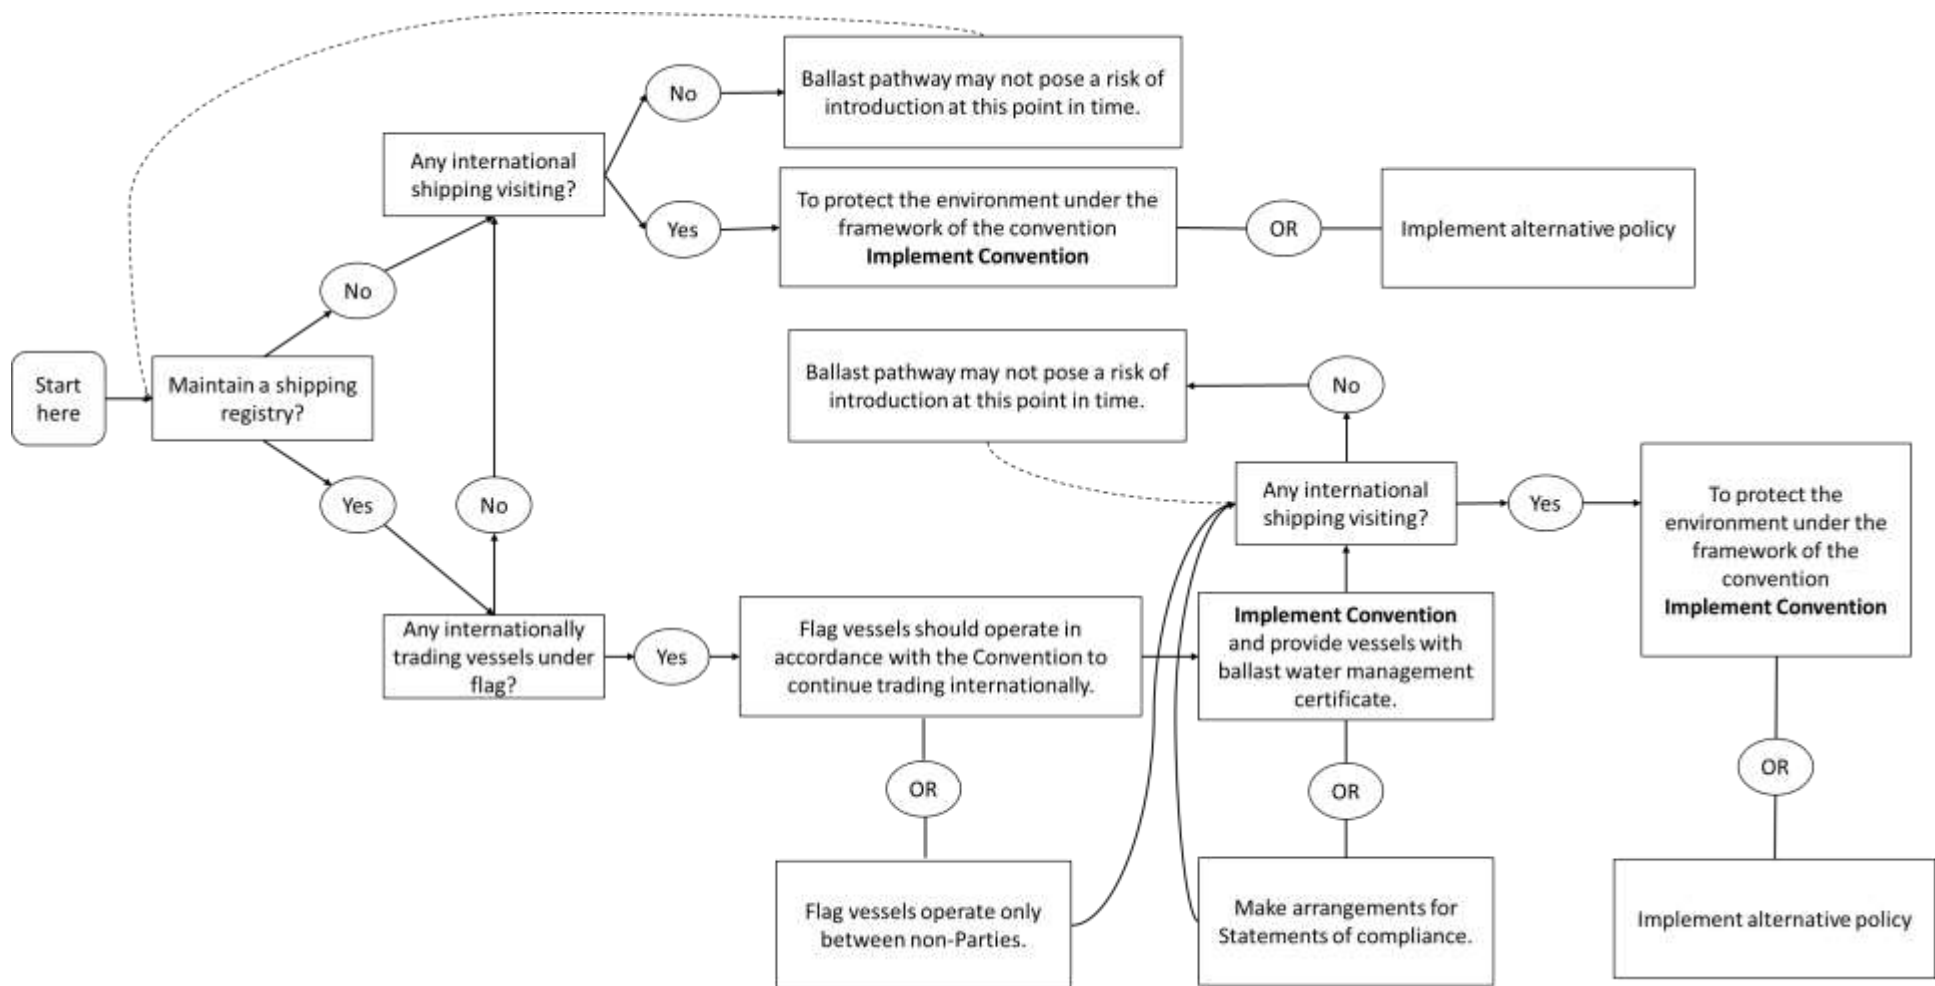 Start
here
Maintain a shipping
registry?
No
Any international
shipping visiting?
No
Ballast pathway may not pose a risk of
introduction at this point in time.
Yes
To protect the environment under the
framework of the convention
Implement Convention
OR
Implement alternative policy
Yes
Any internationally
trading vessels under
flag?
No
Yes
Flag vessels should operate in
accordance with the Convention to
continue trading internationally.
OR
Flag vessels operate only
between non-Parties.
Implement Convention
and provide vessels with
ballast water management
certificate.
OR
Make arrangements for
Statements of compliance.
Any international
shipping visiting?
No
Ballast pathway may not pose a risk of
introduction at this point in time.
Yes
To protect the
environment under the
framework of the
convention
Implement Convention
OR
Implement alternative policy